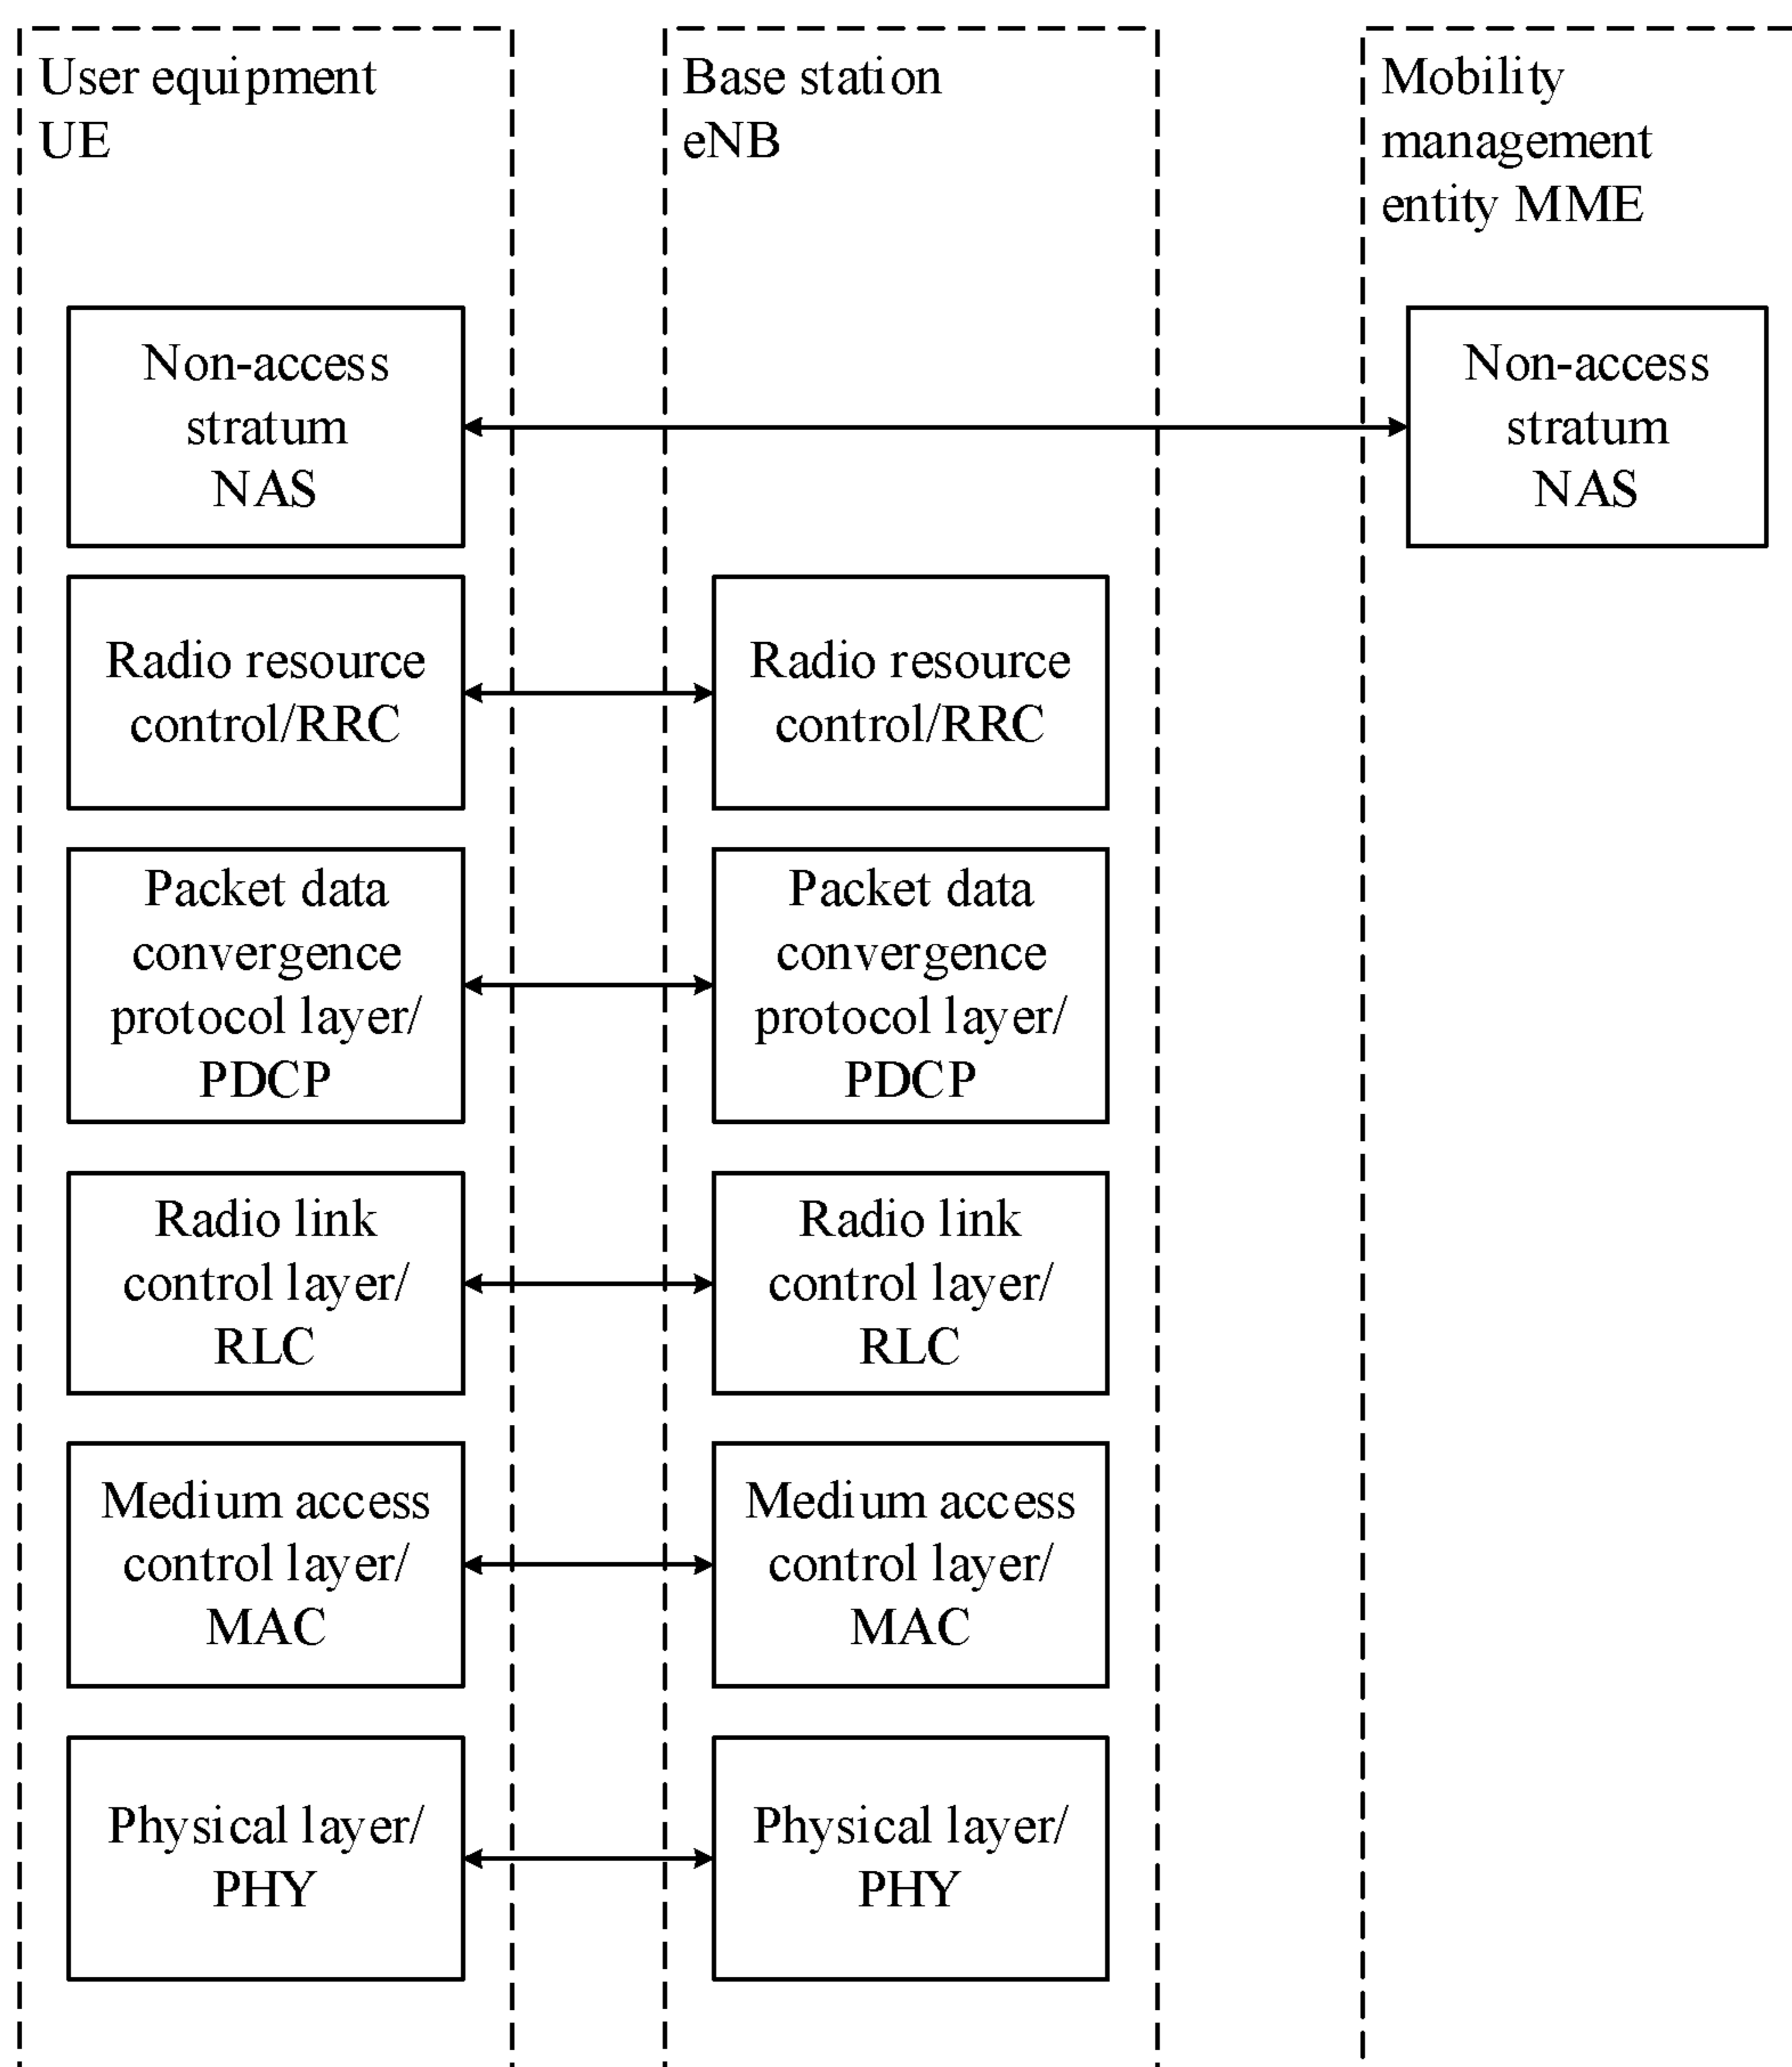 User equipment
UE
Base station
eNB
Mobility
management
entity MME
Non-access
stratum
NAS
Non-access
stratum
NAS
Radio resource
control/RRC
Radio resource
control/RRC
Packet data
convergence
protocol layer/
PDCP
Packet data
convergence
protocol layer/
PDCP
Radio link
control layer/
RLC
Radio link
control layer/
RLC
Medium access
control layer/
MAC
Medium access
control layer/
MAC
Physical layer/
PHY
Physical layer/
PHY